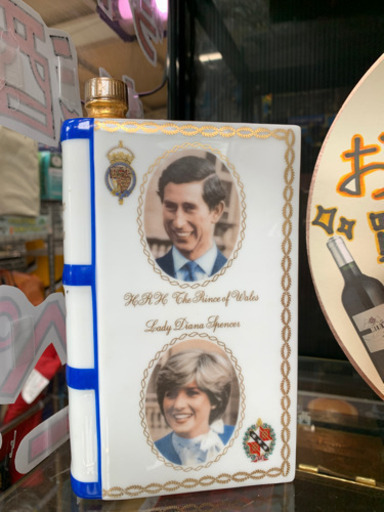 H.R.H. The Prince of Wales
Lady Diana Spencer
お